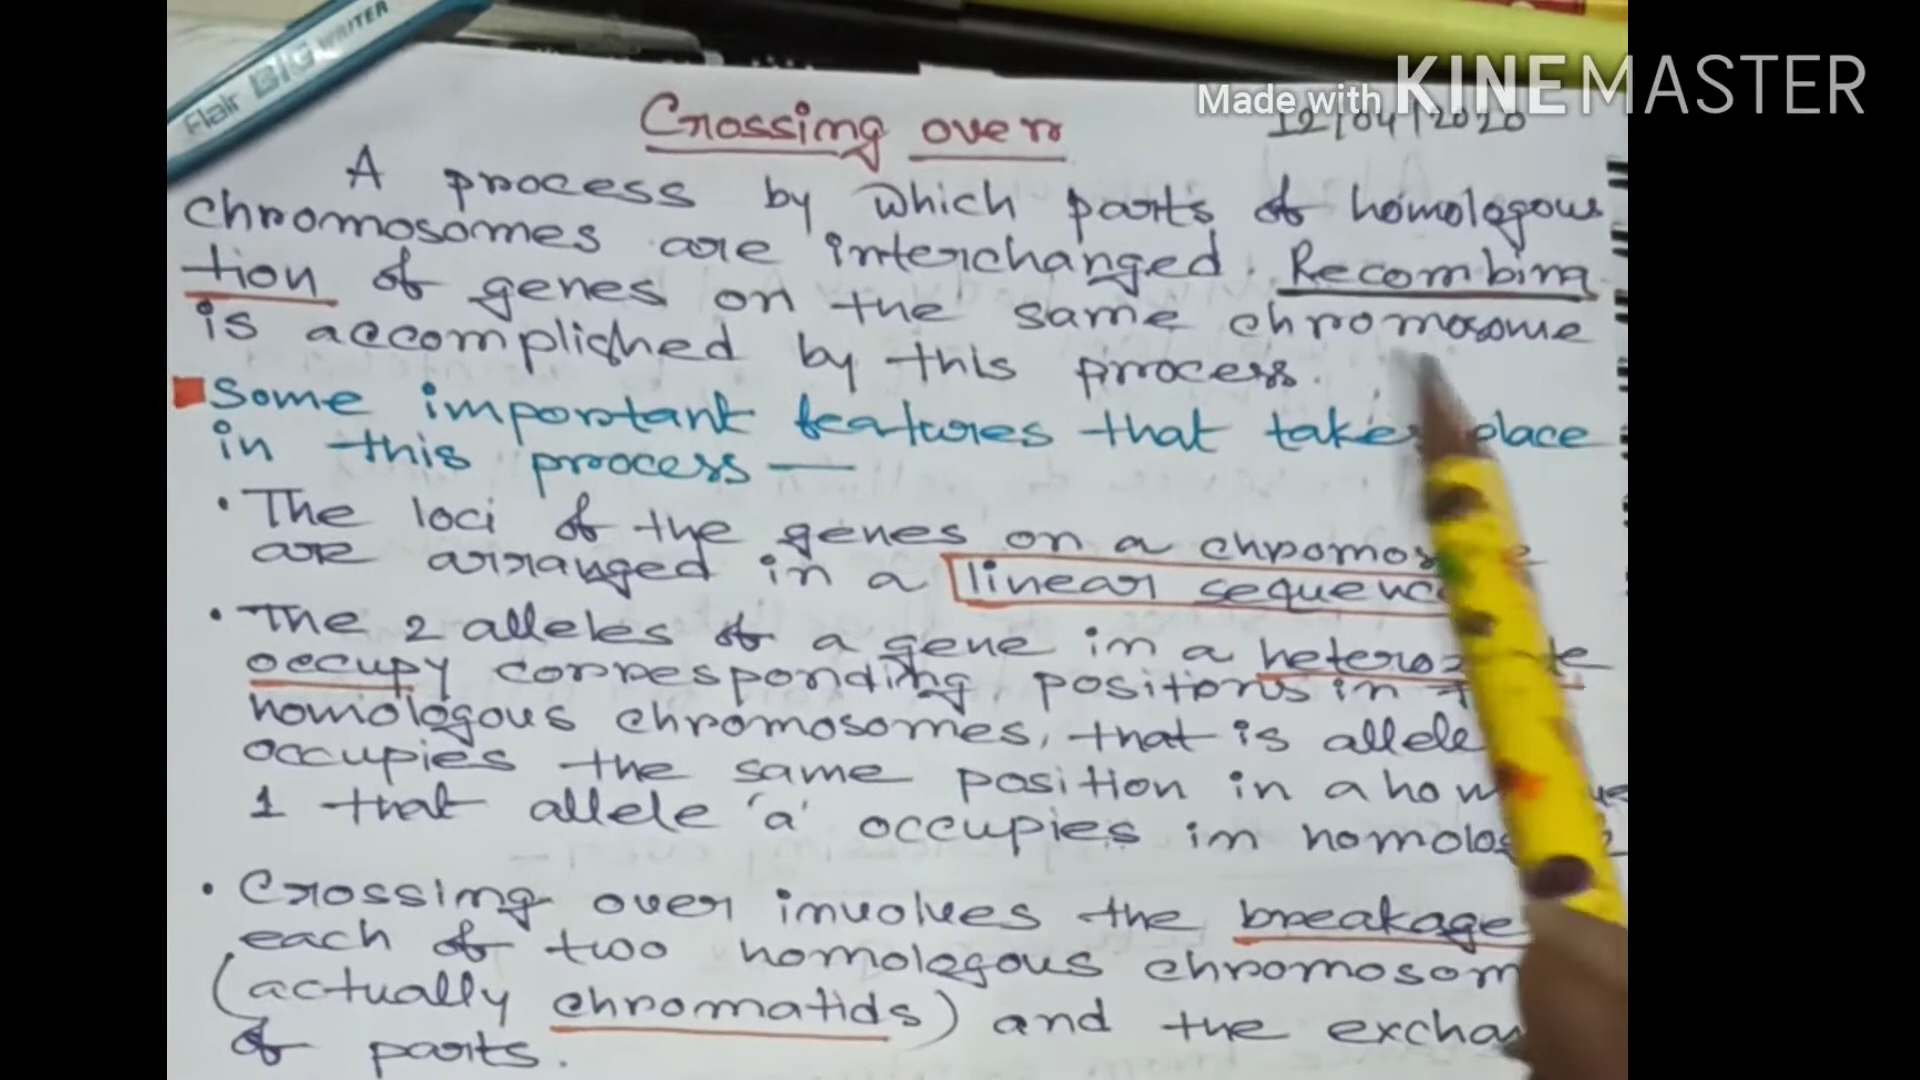 Flair BIG WRITER
Made with KINEMASTER
Crossing over
12/04/2020
A process by which parts of homologous
chromosomes are interchanged. Recombina
tion of genes on the same chromosome
is accomplished by this process.
Some important features that take place
in this process —
• The loci of the genes on a
are arranged in a linear
• The 2 alleles of a gene in a
occupy corresponding positions in
homologous chromosomes, that is allele
occupies the same position in a
1 that allele 'a' occupies in
• Crossing over involves the breakage
each of two homologous
(actually chromatids) and the
of parts.